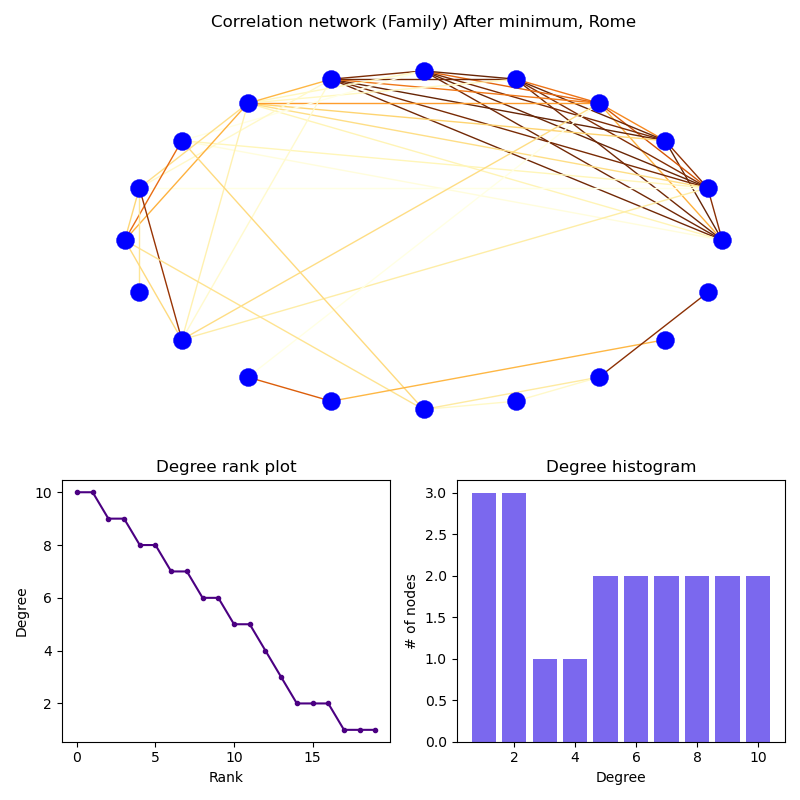 Correlation network (Family) After minimum, Rome
Degree rank plot
10
8
6
4
2
Degree
0 5 10 15
Rank
Degree histogram
3.0
2.5
2.0
1.5
1.0
0.5
0.0
# of nodes
2 4 6 8 10
Degree